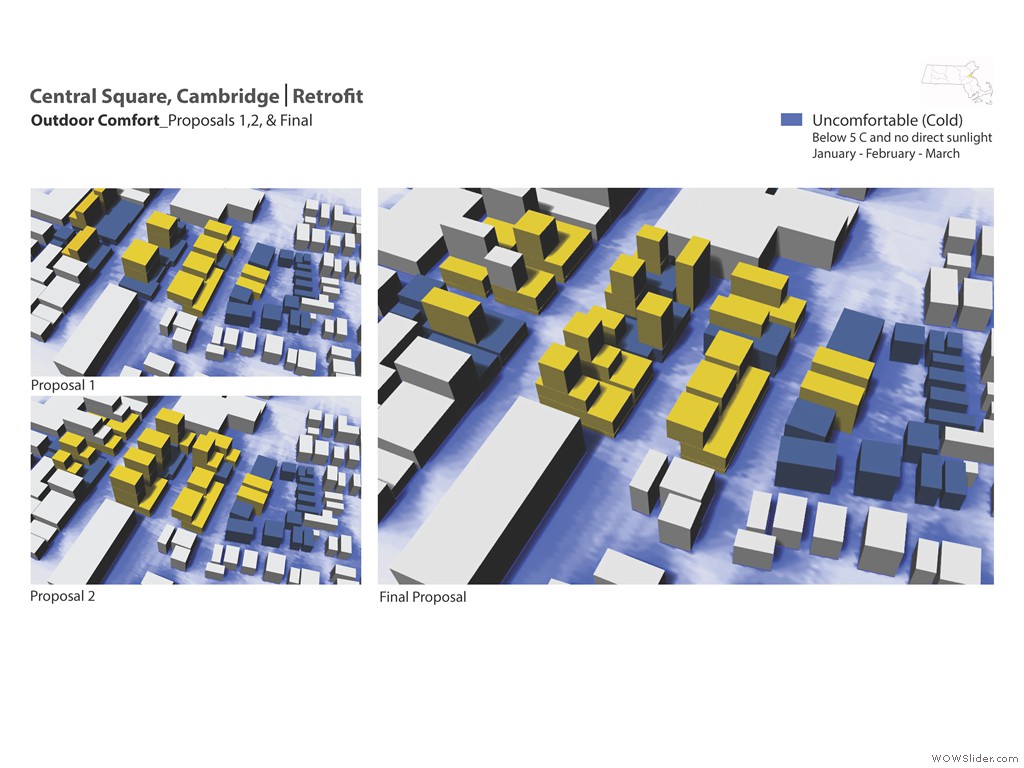 Central Square, Cambridge | Retrofit
Outdoor Comfort_Proposals 1,2, & Final
Uncomfortable (Cold)
Below 5 C and no direct sunlight
January - February - March
Proposal 1
Proposal 2
Final Proposal
WOWSlider.com